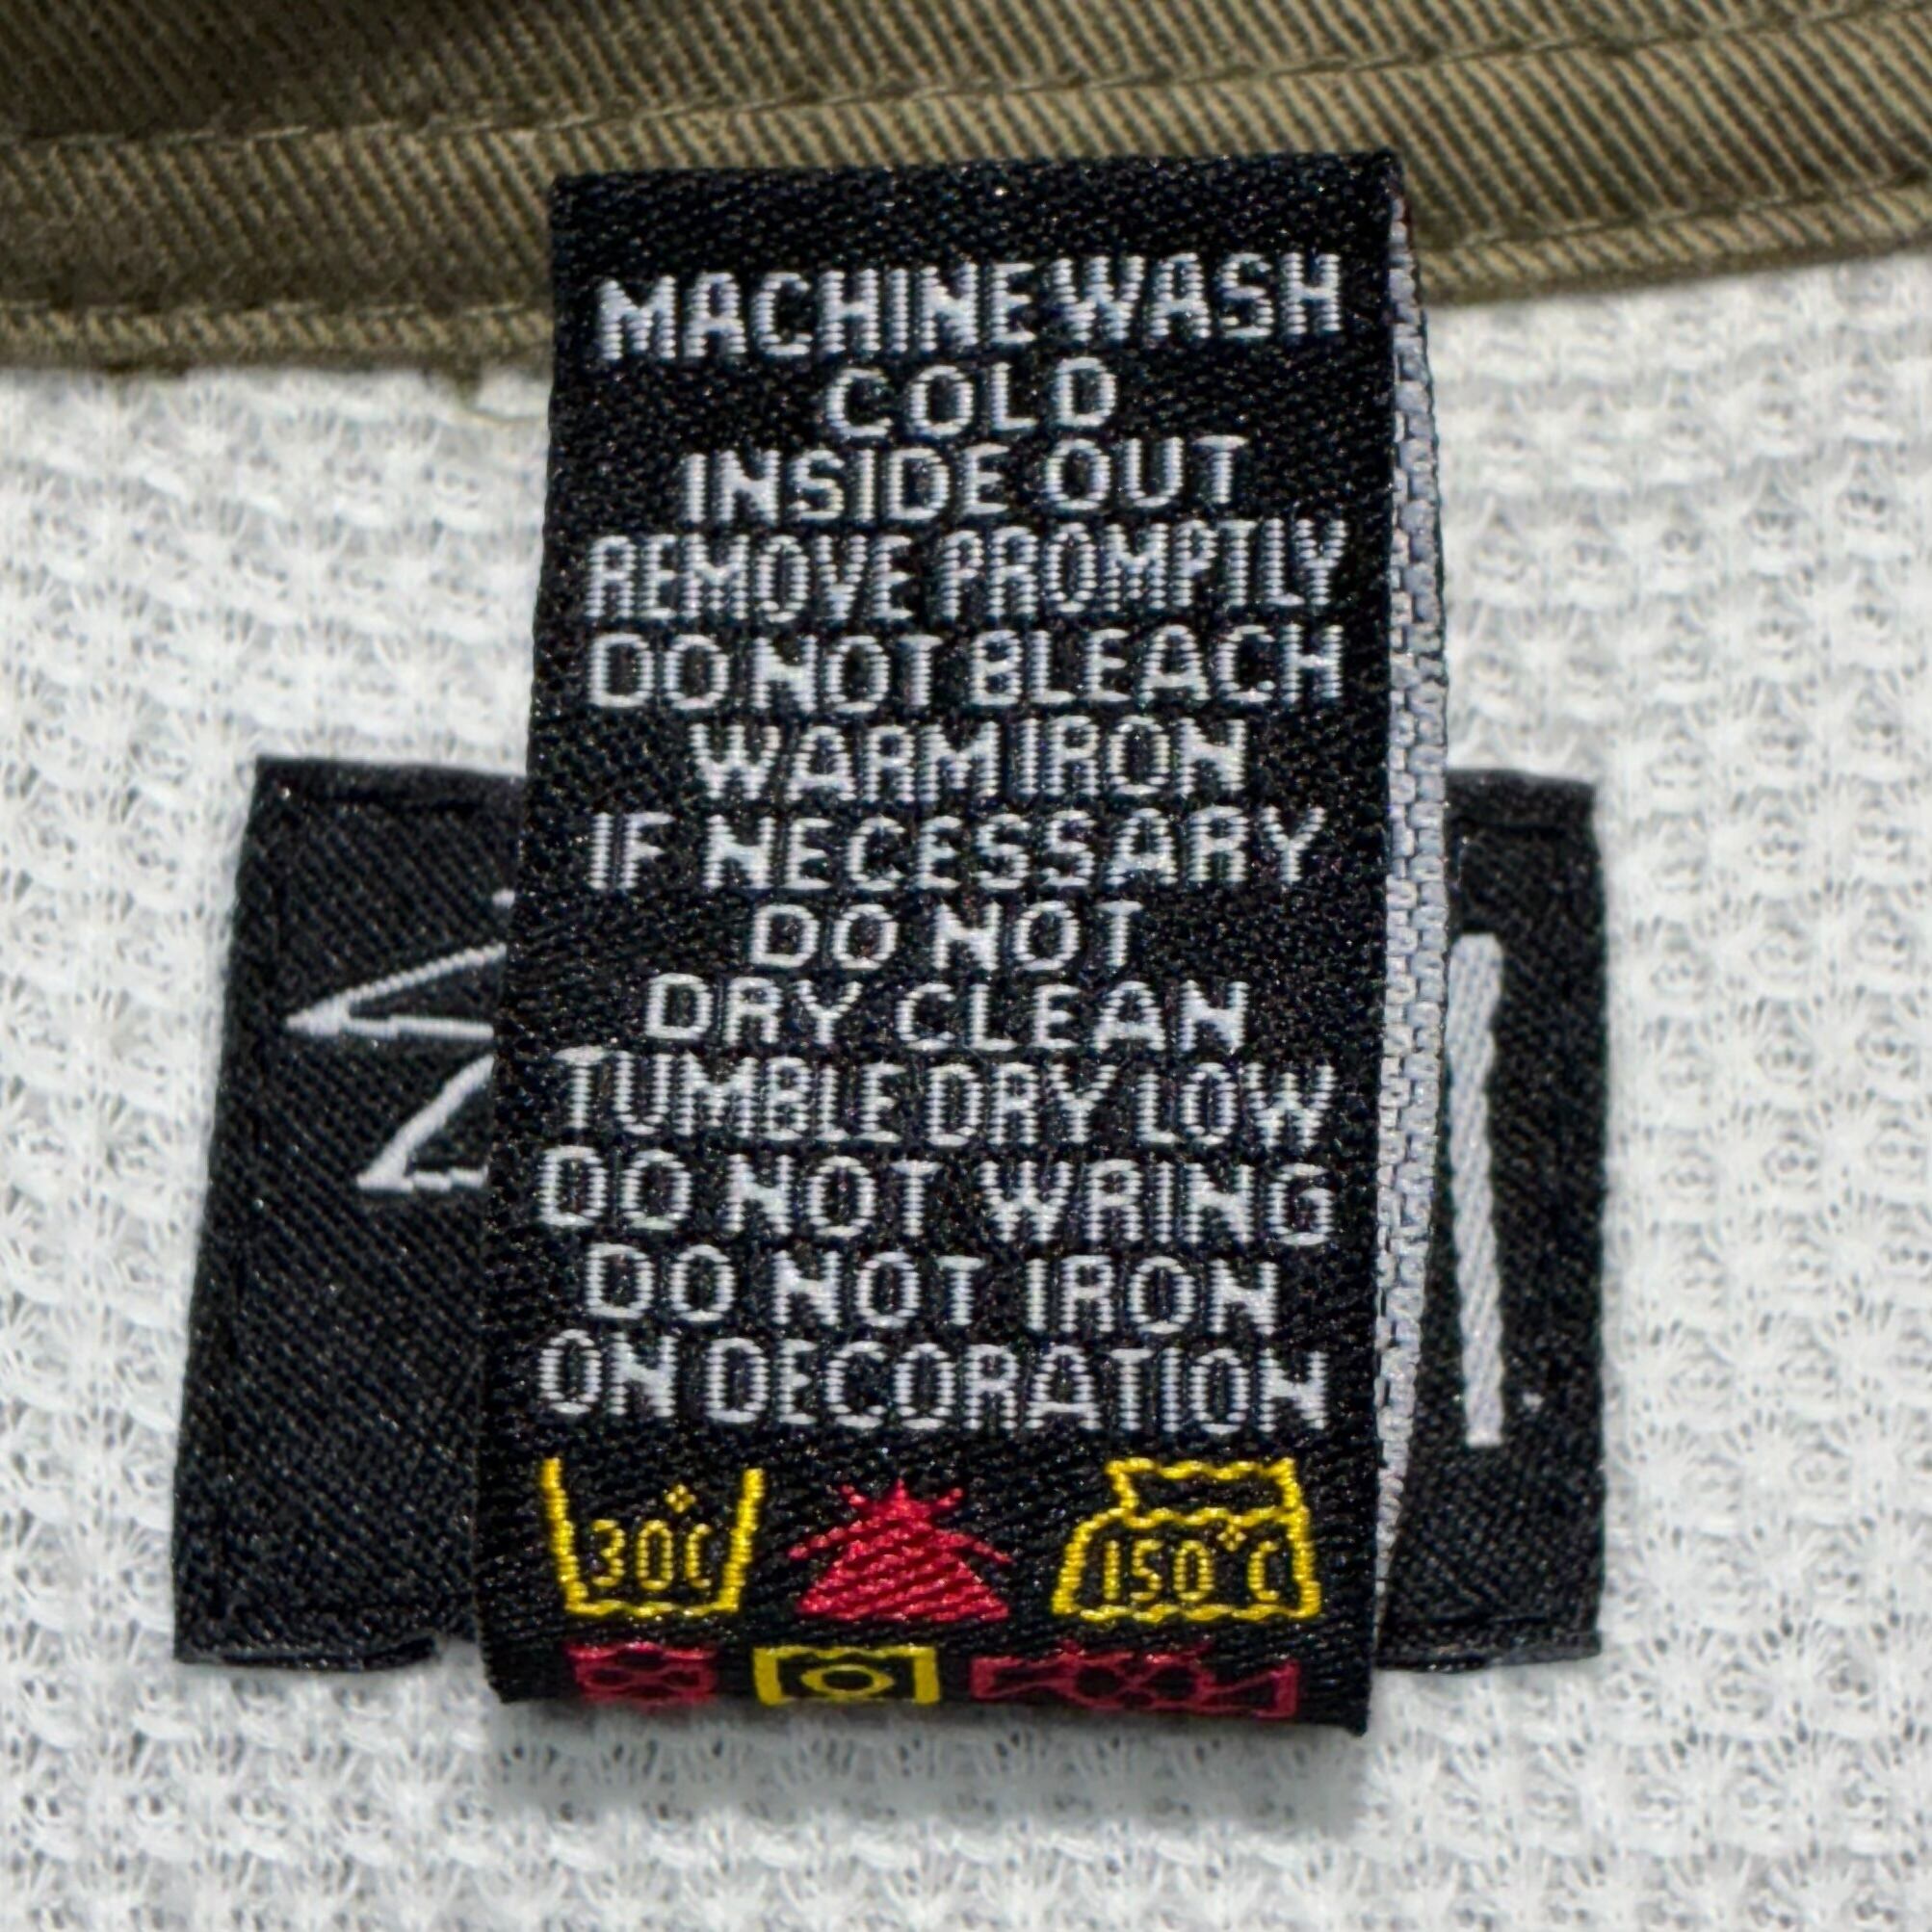 MACHINE WASH
COLD
INSIDE OUT
REMOVE PROMPTLY
DO NOT BLEACH
WARM IRON
IF NECESSARY
DO NOT
DRY CLEAN
TUMBLE DRY LOW
DO NOT WRING
DO NOT IRON
ON DECORATION
30°C 150°C